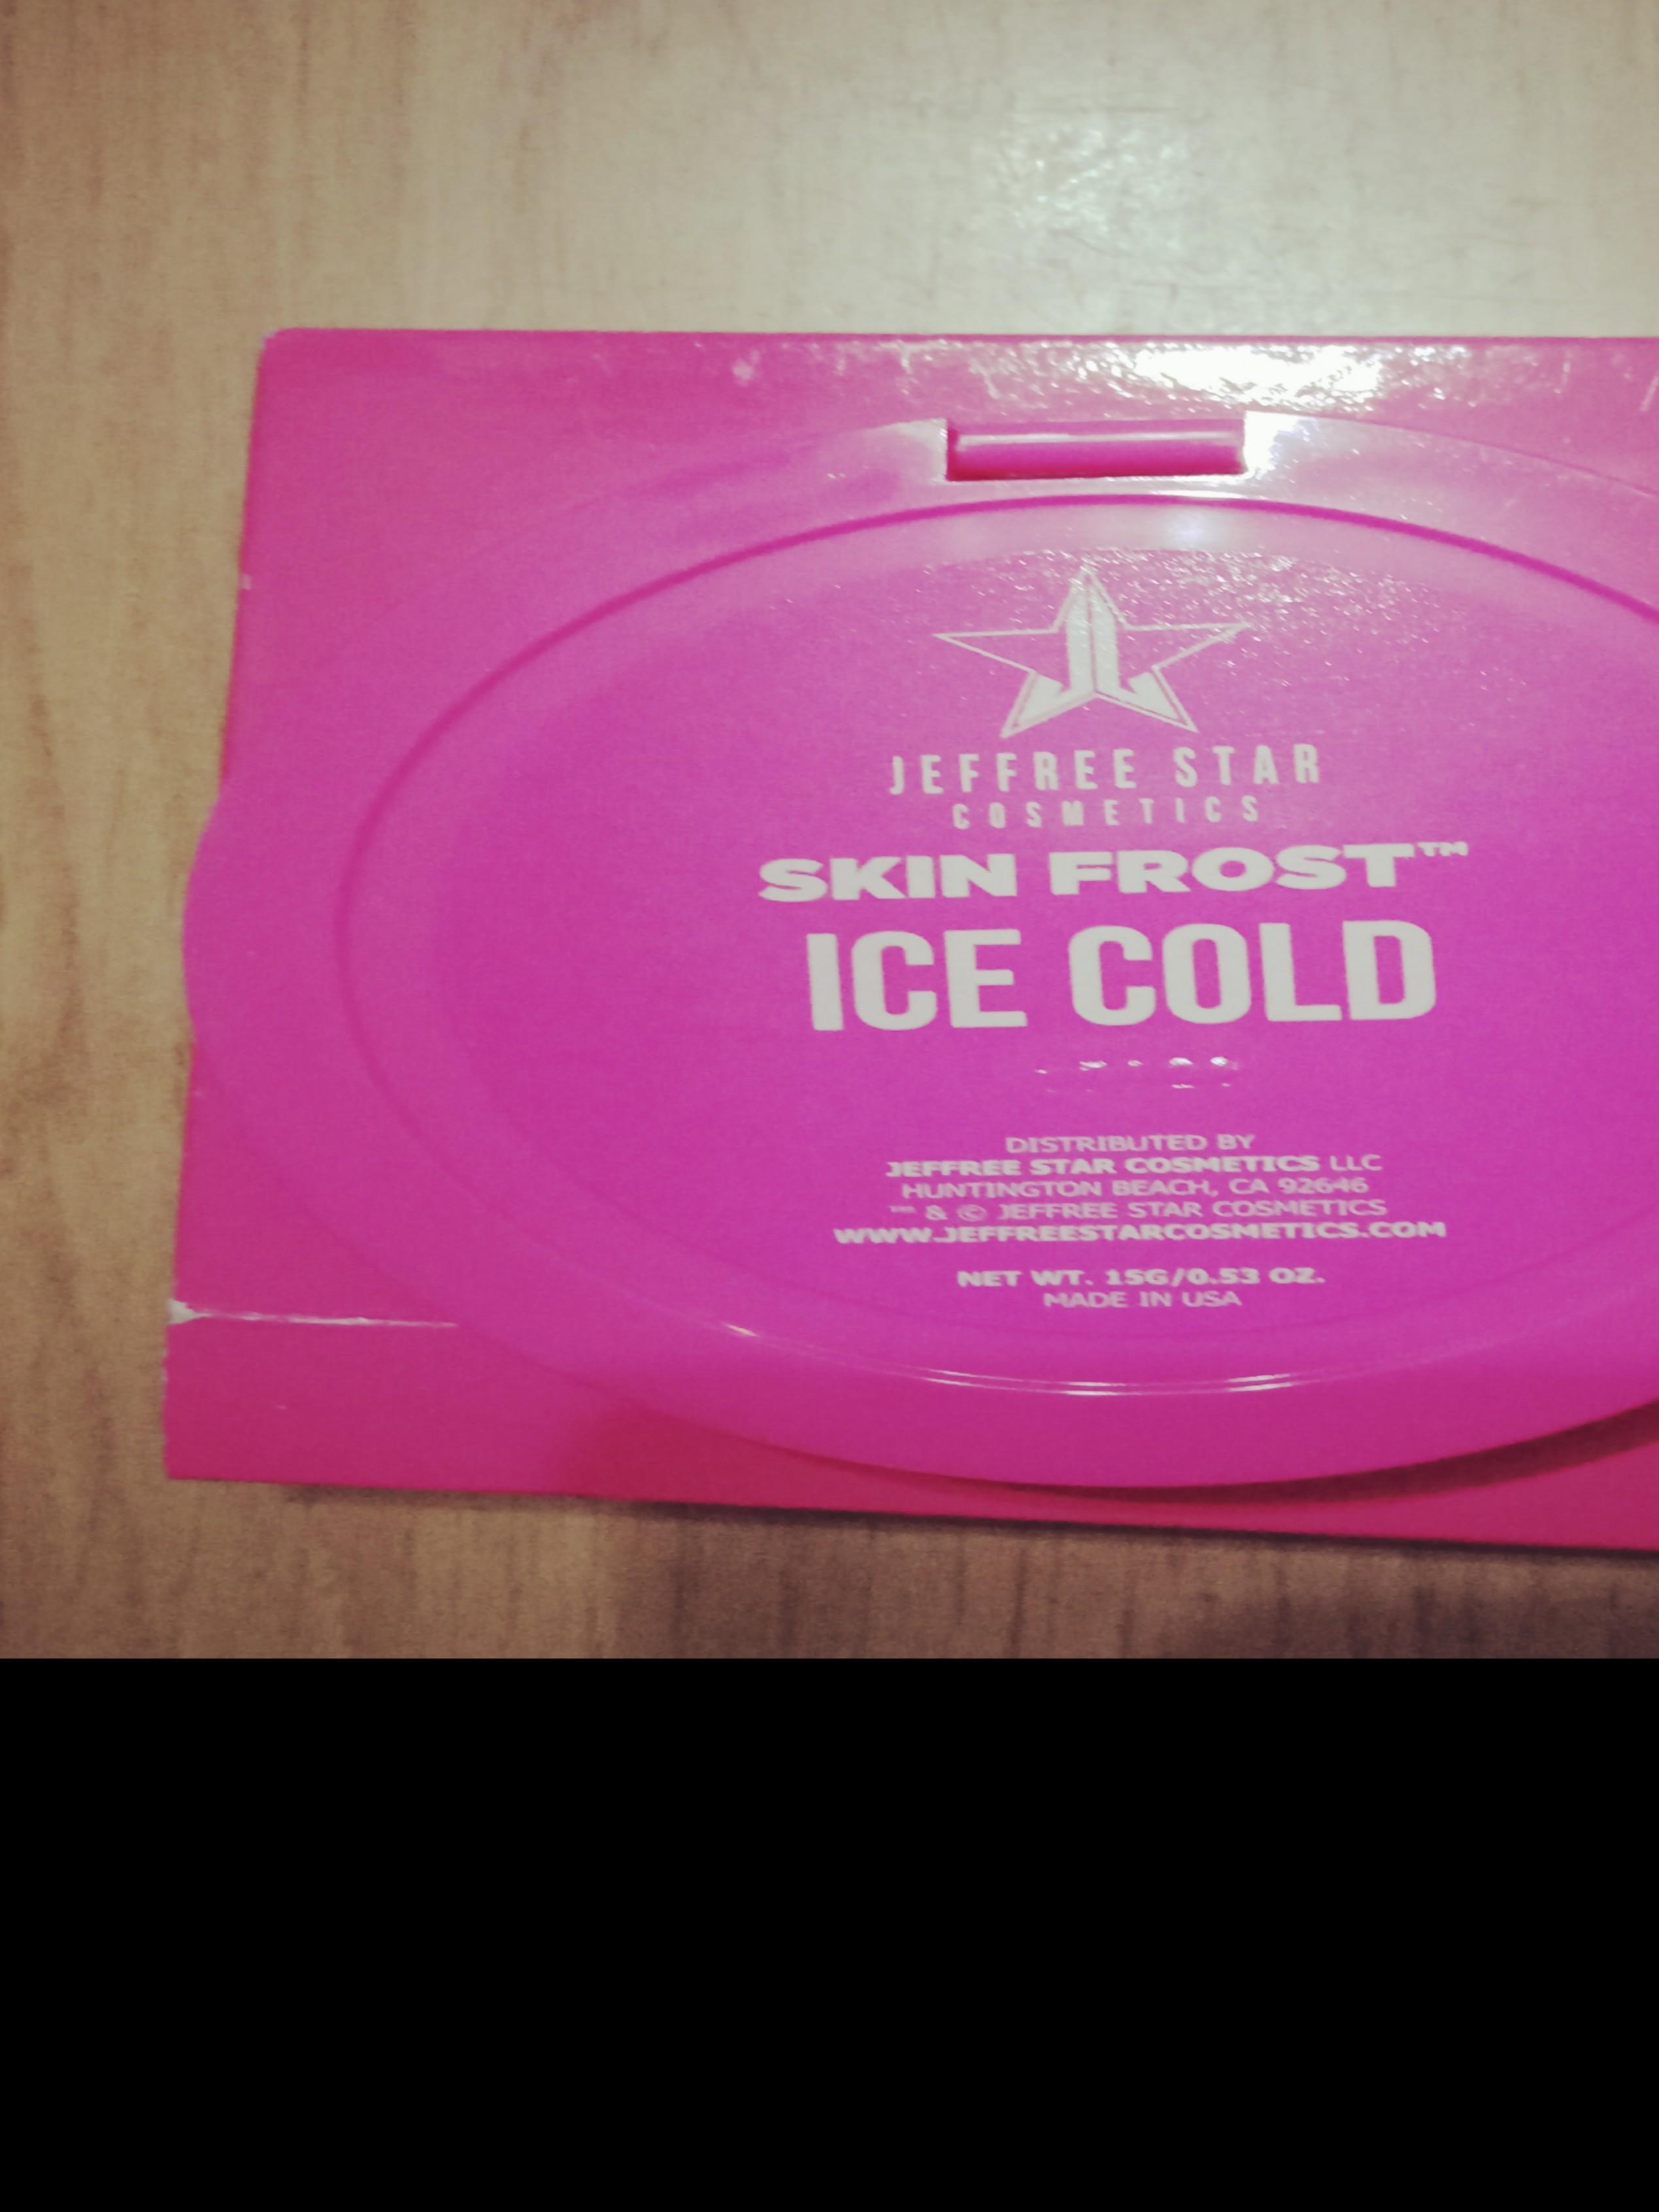 JEFFREE STAR
COSMETICS
SKIN FROST™
ICE COLD
DISTRIBUTED BY
JEFFREE STAR COSMETICS LLC
HUNTINGTON BEACH, CA 92646
™ & © JEFFREE STAR COSMETICS
WWW.JEFFREESTARCOSMETICS.COM
NET WT. 15G/0.53 OZ.
MADE IN USA